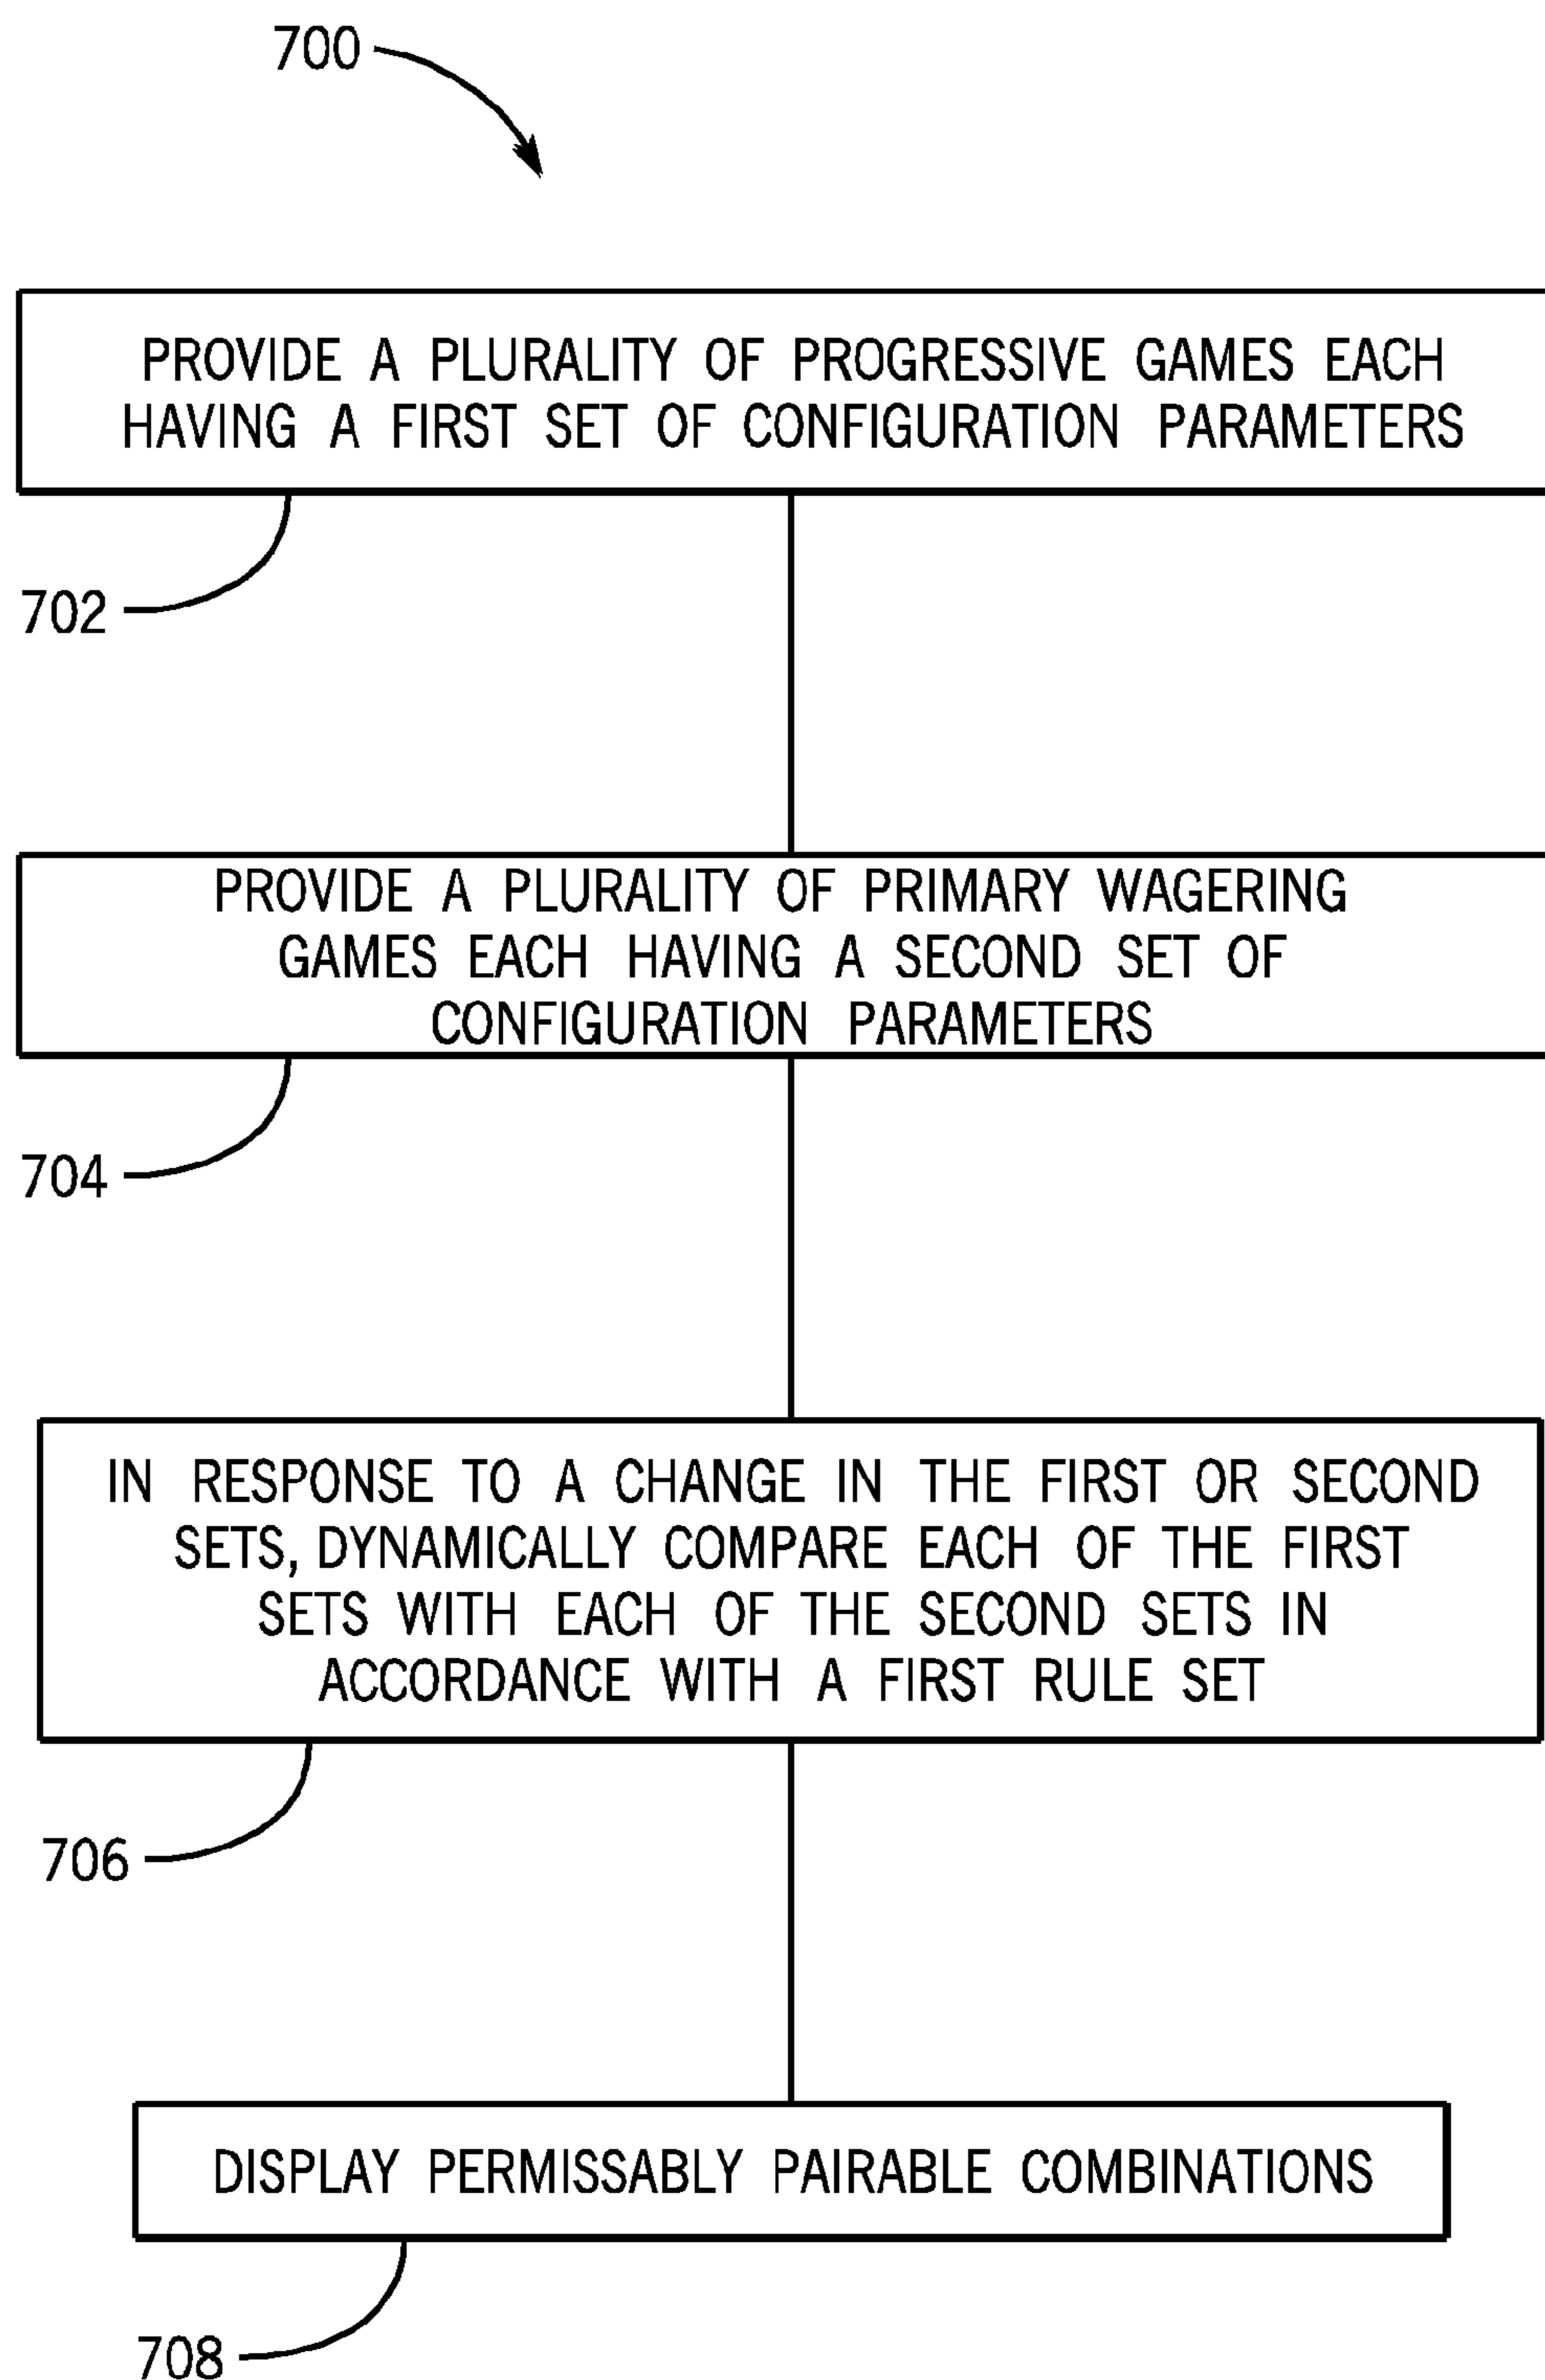 700
PROVIDE A PLURALITY OF PROGRESSIVE GAMES EACH
HAVING A FIRST SET OF CONFIGURATION PARAMETERS
702
PROVIDE A PLURALITY OF PRIMARY WAGERING
GAMES EACH HAVING A SECOND SET OF
CONFIGURATION PARAMETERS
704
IN RESPONSE TO A CHANGE IN THE FIRST OR SECOND
SETS, DYNAMICALLY COMPARE EACH OF THE FIRST
SETS WITH EACH OF THE SECOND SETS IN
ACCORDANCE WITH A FIRST RULE SET
706
DISPLAY PERMISSABLY PAIRABLE COMBINATIONS
708